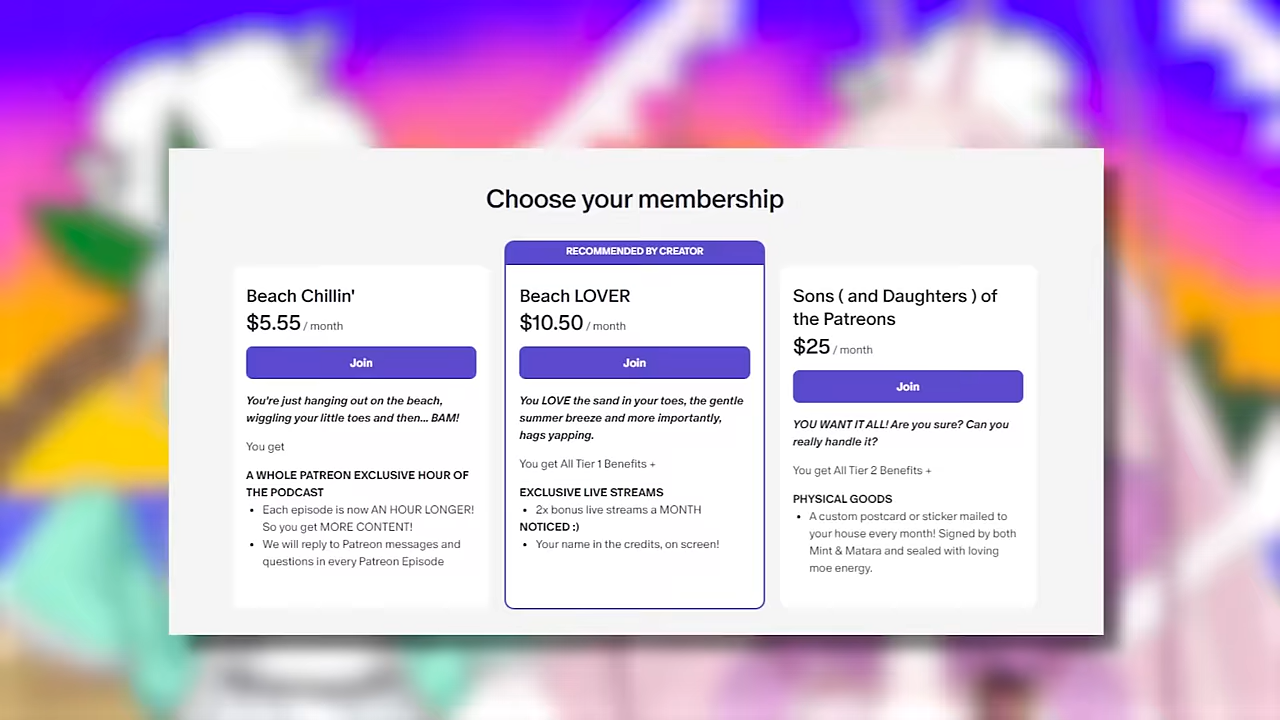 Choose your membership
Beach Chillin'
$5.55 / month
Join
You're just hanging out on the beach,
wiggling your little toes and then... BAM!
You get
A WHOLE PATREON EXCLUSIVE HOUR OF
THE PODCAST
• Each episode is now AN HOUR LONGER!
So you get MORE CONTENT!
• We will reply to Patreon messages and
questions in every Patreon Episode
RECOMMENDED BY CREATOR
Beach LOVER
$10.50 / month
Join
You LOVE the sand in your toes, the gentle
summer breeze and more importantly,
hags yapping.
You get All Tier 1 Benefits +
EXCLUSIVE LIVE STREAMS
• 2x bonus live streams a MONTH
NOTICED :)
• Your name in the credits, on screen!
Sons ( and Daughters ) of
the Patreons
$25 / month
Join
YOU WANT IT ALL! Are you sure? Can you
really handle it?
You get All Tier 2 Benefits +
PHYSICAL GOODS
• A custom postcard or sticker mailed to
your house every month! Signed by both
Mint & Matara and sealed with loving
moe energy.